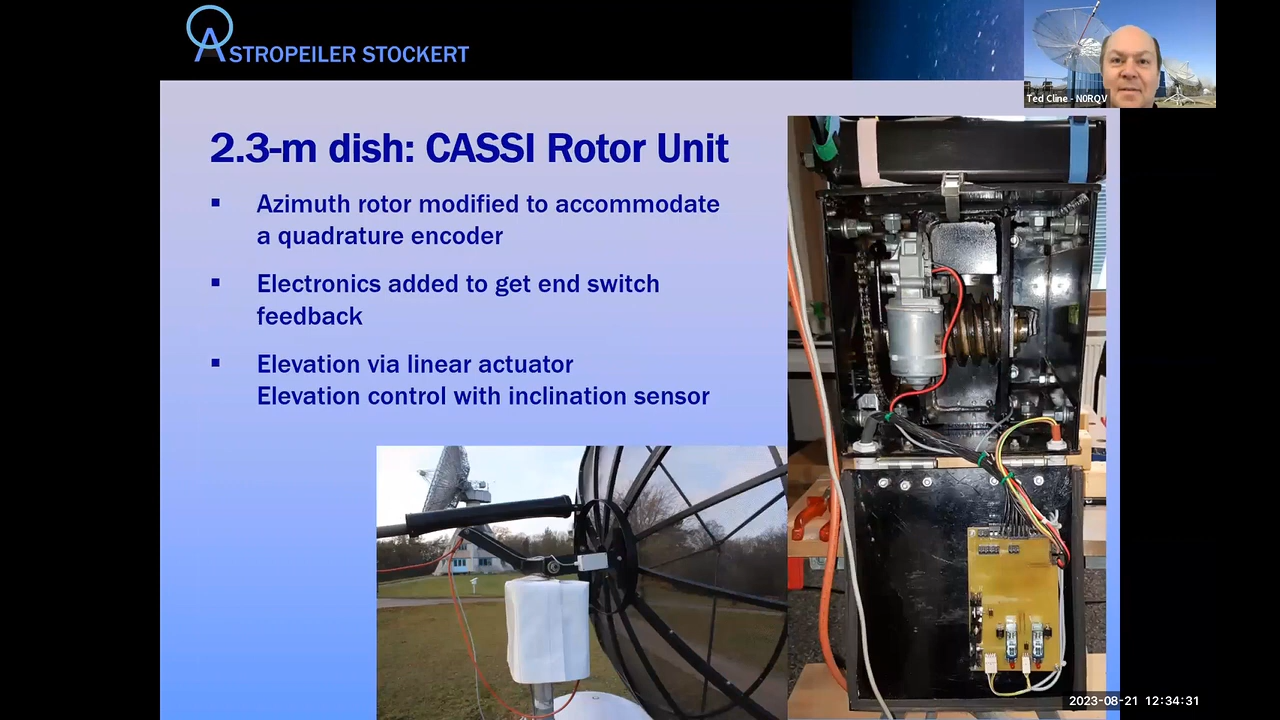 ASTROPEILER STOCKERT
Ted Cline - N0RQV
2.3-m dish: CASSI Rotor Unit
▪ Azimuth rotor modified to accommodate
a quadrature encoder
▪ Electronics added to get end switch
feedback
▪ Elevation via linear actuator
Elevation control with inclination sensor
2023-08-21 12:34:31